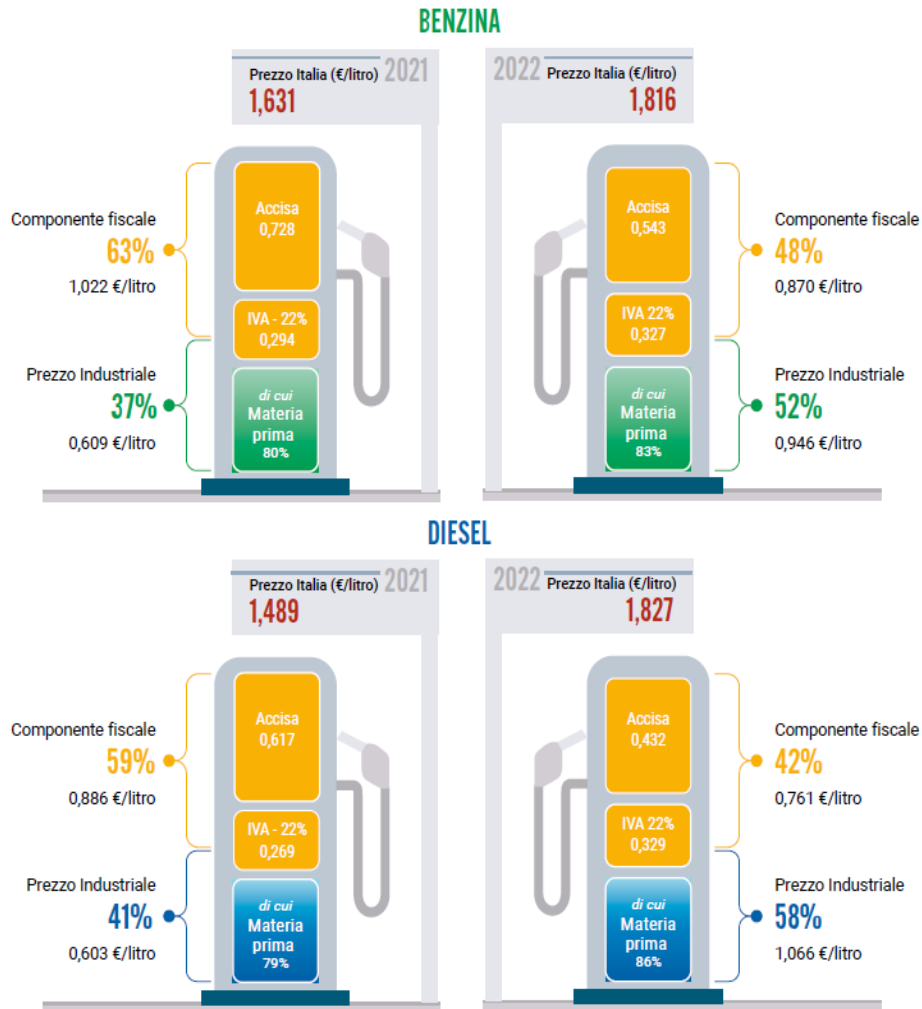 BENZINA
Prezzo Italia (€/litro) 2021
1,631
2022 Prezzo Italia (€/litro)
1,816
Componente fiscale
63%
1,022 €/litro
Accisa
0,728
IVA - 22%
0,294
Prezzo Industriale
37%
0,609 €/litro
di cui
Materia
prima
80%
Accisa
0,543
IVA 22%
0,327
di cui
Materia
prima
83%
Componente fiscale
48%
0,870 €/litro
Prezzo Industriale
52%
0,946 €/litro
DIESEL
Prezzo Italia (€/litro) 2021
1,489
2022 Prezzo Italia (€/litro)
1,827
Componente fiscale
59%
0,886 €/litro
Accisa
0,617
IVA - 22%
0,269
Prezzo Industriale
41%
0,603 €/litro
di cui
Materia
prima
79%
Accisa
0,432
IVA 22%
0,329
di cui
Materia
prima
86%
Componente fiscale
42%
0,761 €/litro
Prezzo Industriale
58%
1,066 €/litro